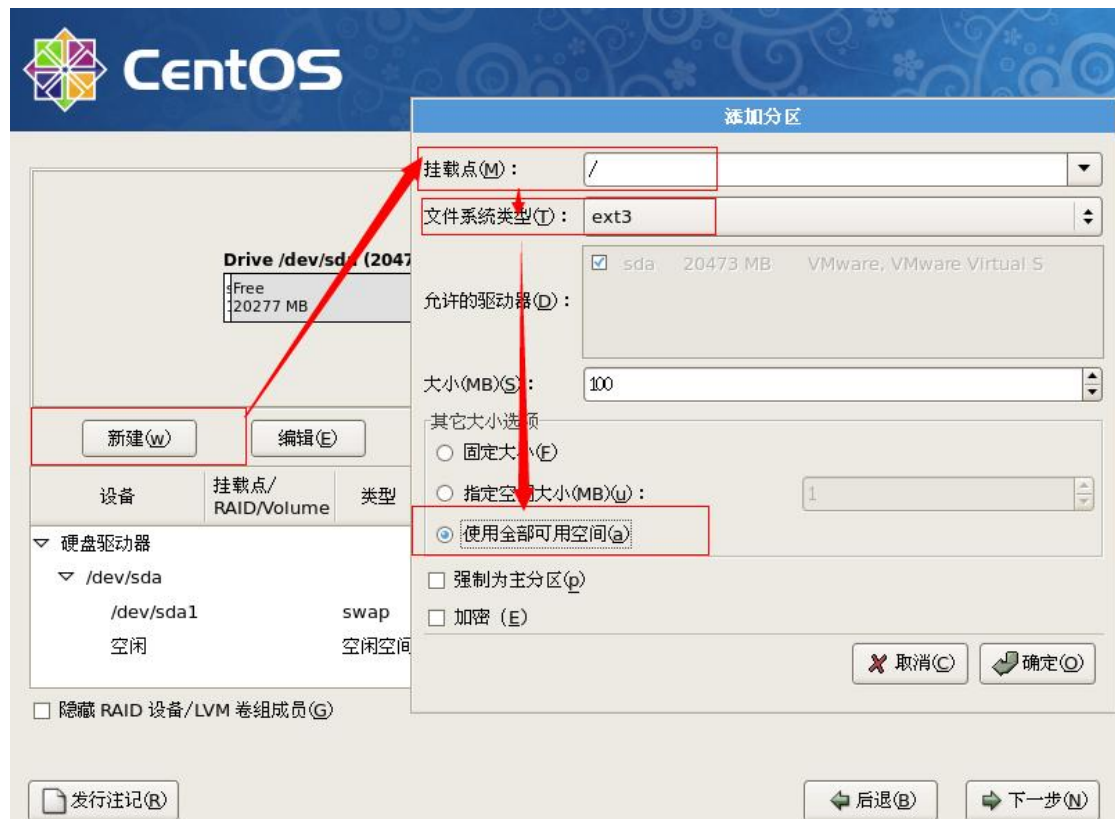 CentOS
添加分区
挂载点(M)：
/
文件系统类型(T)：
ext3
Drive /dev/sda (2047
Free
20277 MB
允许的驱动器(D)：
sda 20473 MB VMware, VMware Virtual S
大小(MB)(S)：
100
其它大小选项
固定大小(F)
指定空间大小(MB)(u)：
1
使用全部可用空间(a)
强制为主分区(p)
加密 (E)
取消(C)
确定(O)
新建(w)
编辑(E)
设备
挂载点/
RAID/Volume
类型
硬盘驱动器
/dev/sda
/dev/sda1 swap
空闲 空闲空间
隐藏 RAID 设备/LVM 卷组成员(G)
发行注记(R)
后退(B)
下一步(N)